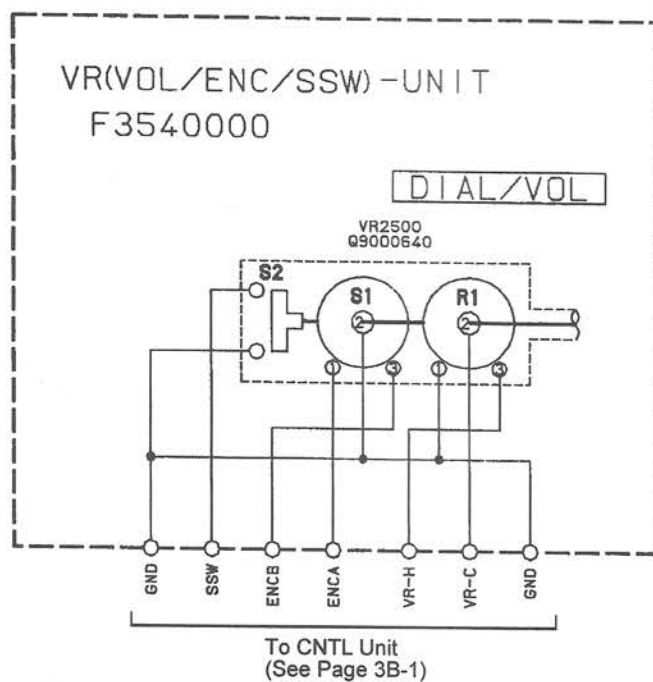 VR(VOL/ENC/SSW)-UNIT
F3540000
DIAL/VOL
VR2500
Q9000640
S2
S1
R1
2
2
1
3
1
3
GND
SSW
ENCB
ENCA
VR-H
VR-C
GND
To CNTL Unit
(See Page 3B-1)